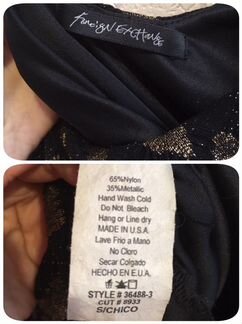 Foreign Exchange
65%Nylon
35%Metallic
Hand Wash Cold
Do Not Bleach
Hang or Line dry
MADE IN U.S.A.
Lave Frio a Mano
No Cloro
Secar Colgado
HECHO EN E.U.A.
STYLE # 36488-3
CUT # 8933
S/CHICO